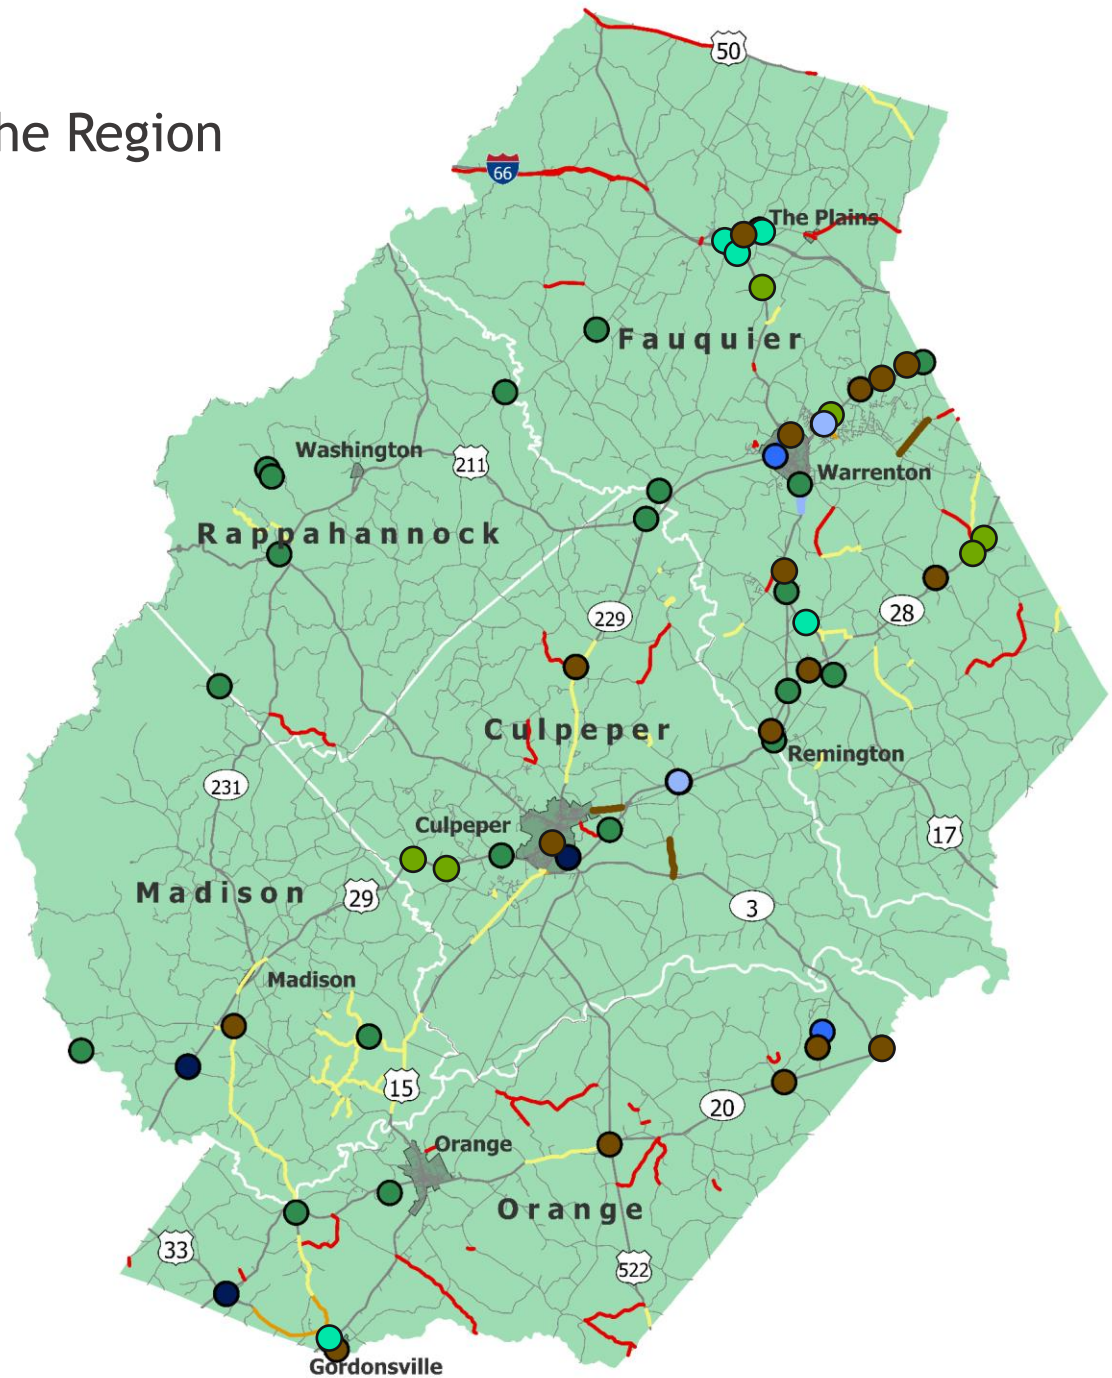 he Region
50
66
The Plains
Fauquier
Washington
211
Warrenton
Rappahannock
28
229
Culpeper
Remington
231
Culpeper
17
Madison
29
3
Madison
15
20
Orange
Orange
33
522
Gordonsville